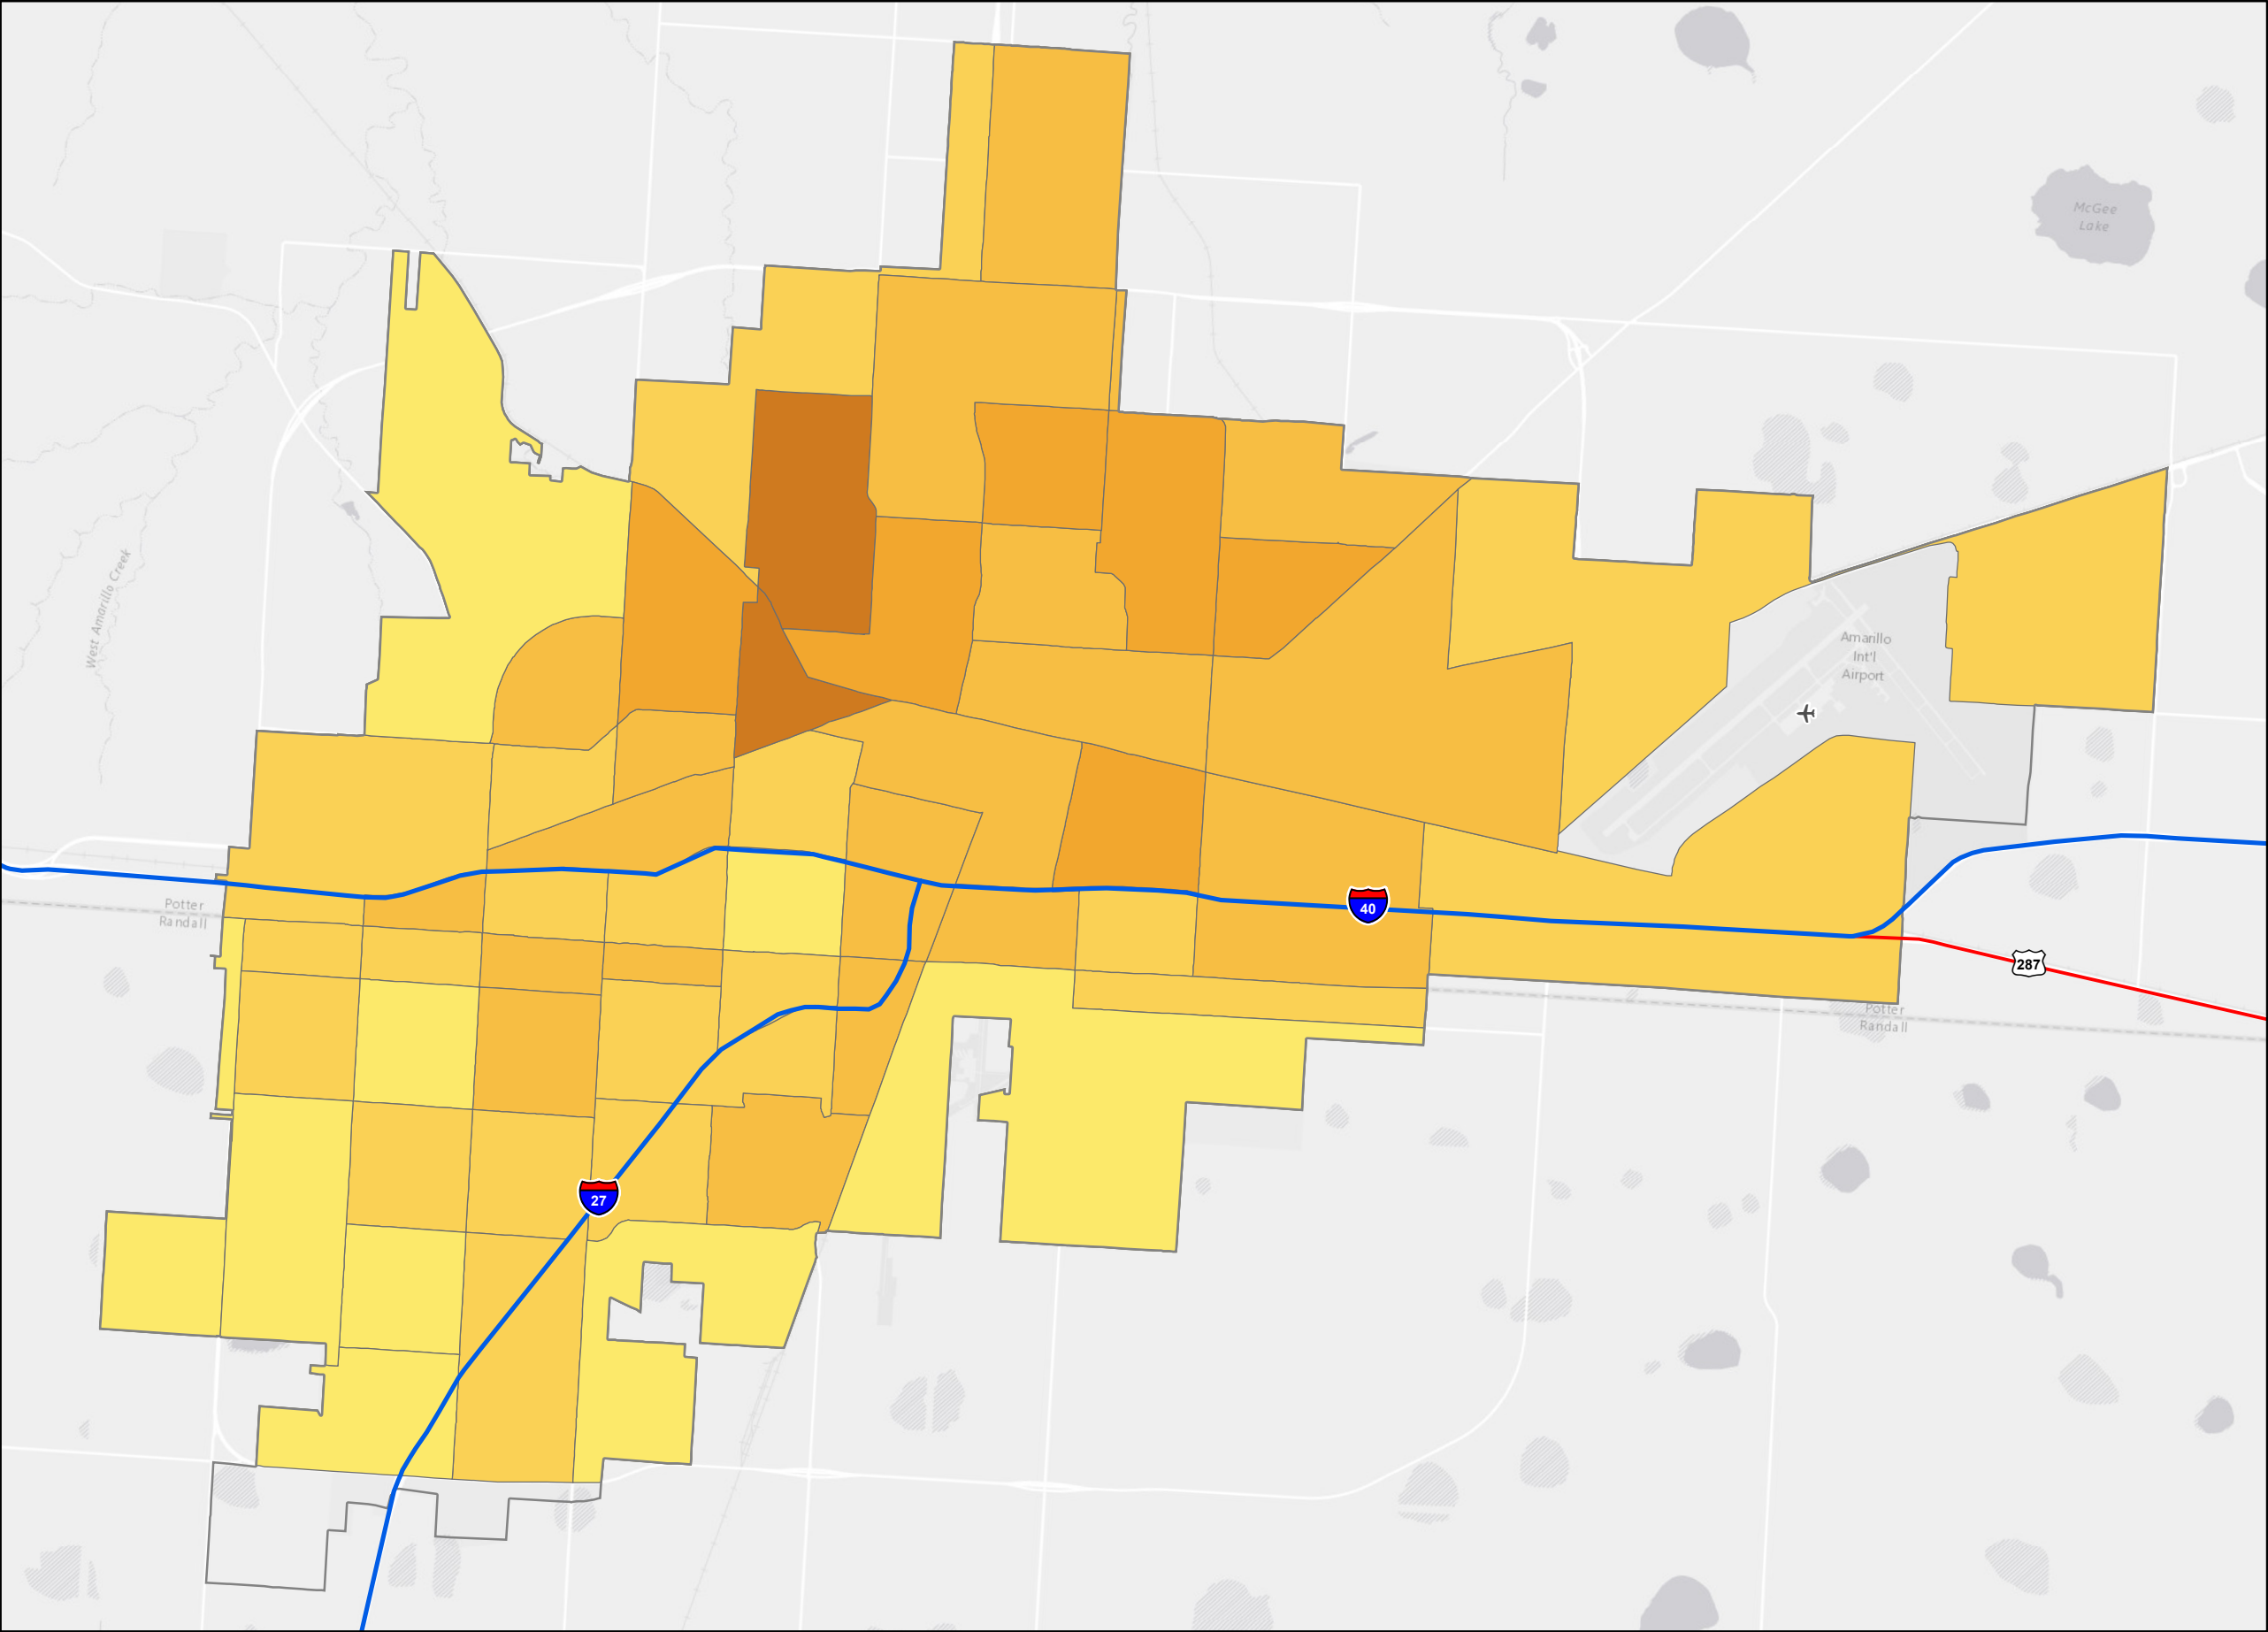 McGee
Lake
West Amarillo Creek
Amarillo
Int'l
Airport
Potter
Randall
40
287
Potter
Randall
27